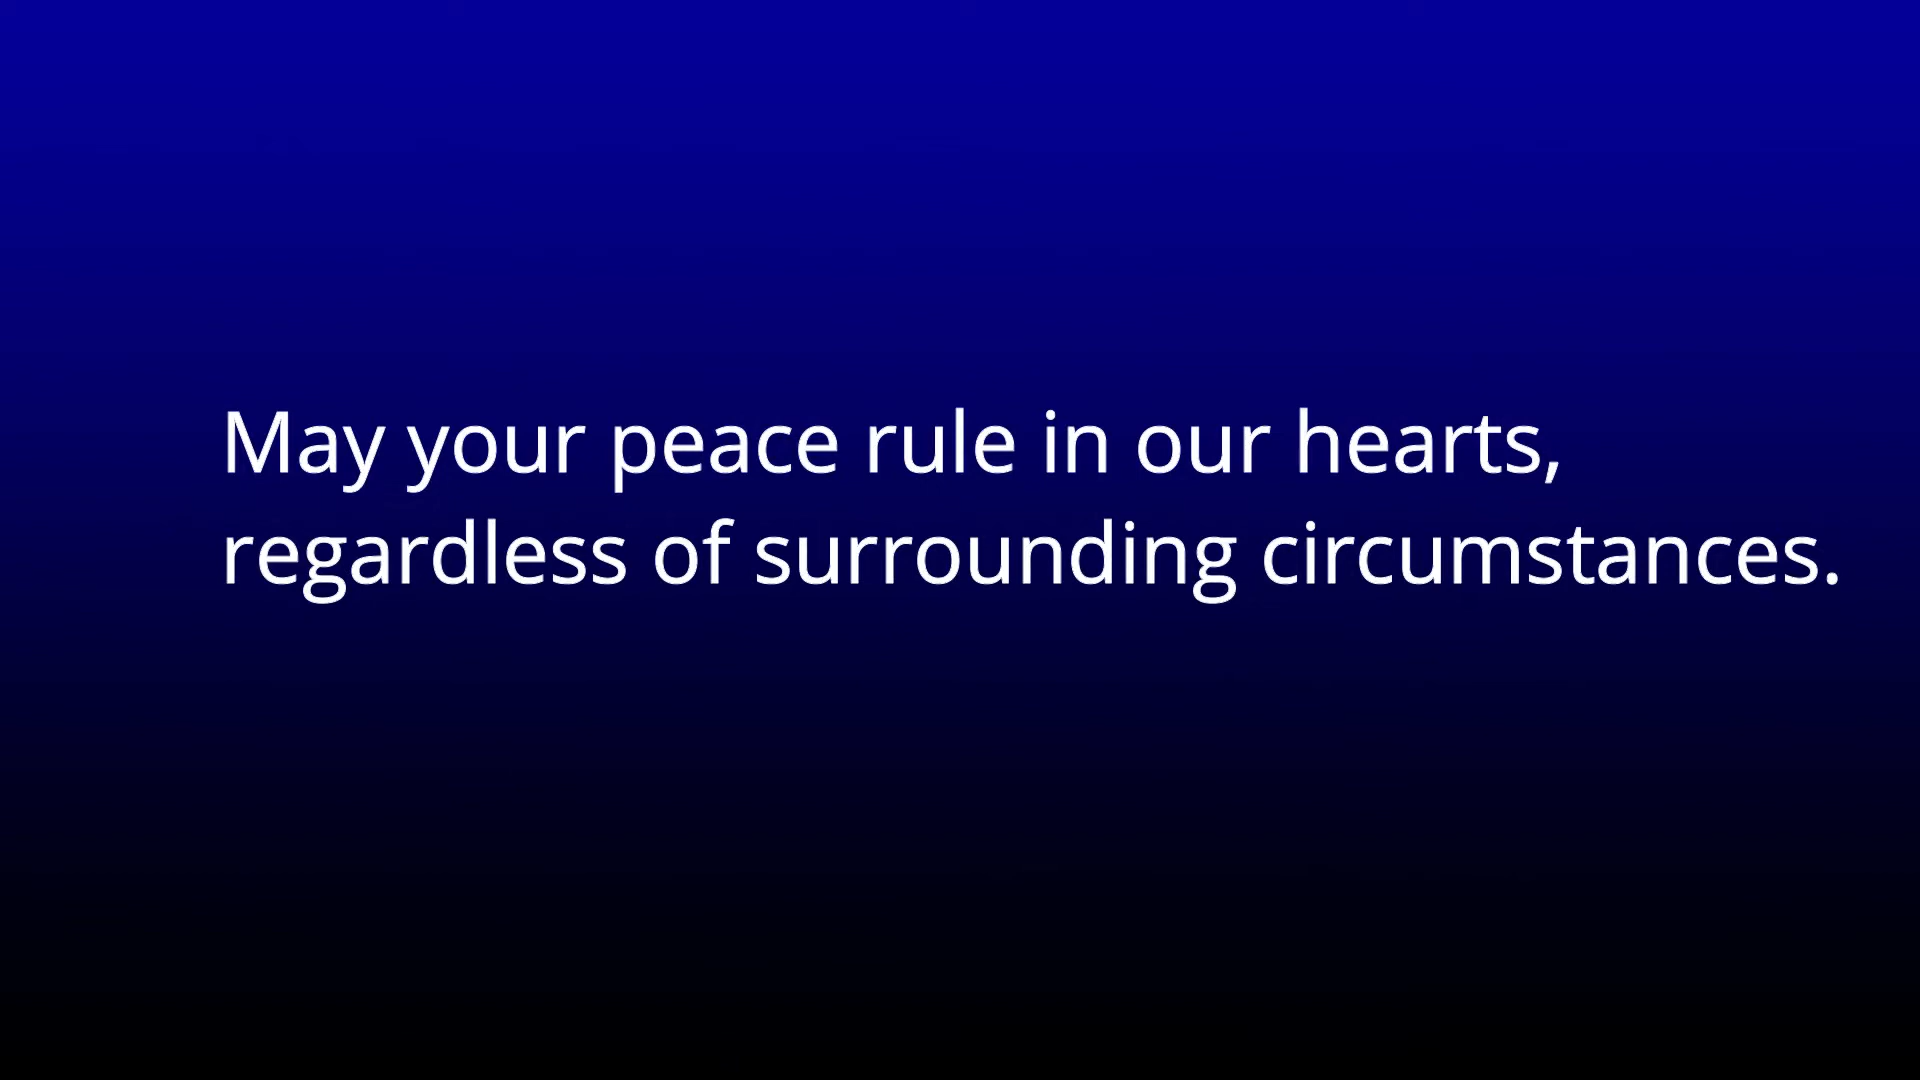 May your peace rule in our hearts,
regardless of surrounding circumstances.